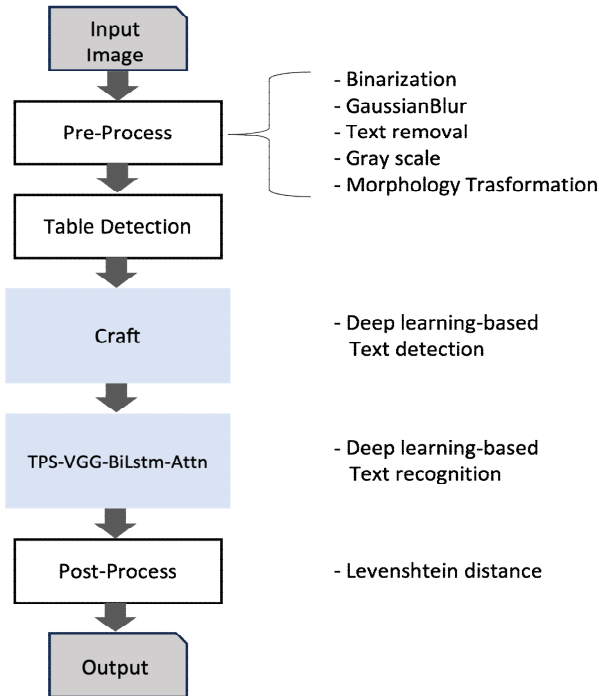 Input
Image
Pre-Process
- Binarization
- GaussianBlur
- Text removal
- Gray scale
- Morphology Trasformation
Table Detection
Craft
- Deep learning-based
Text detection
TPS-VGG-BiLstm-Attn
- Deep learning-based
Text recognition
Post-Process
- Levenshtein distance
Output